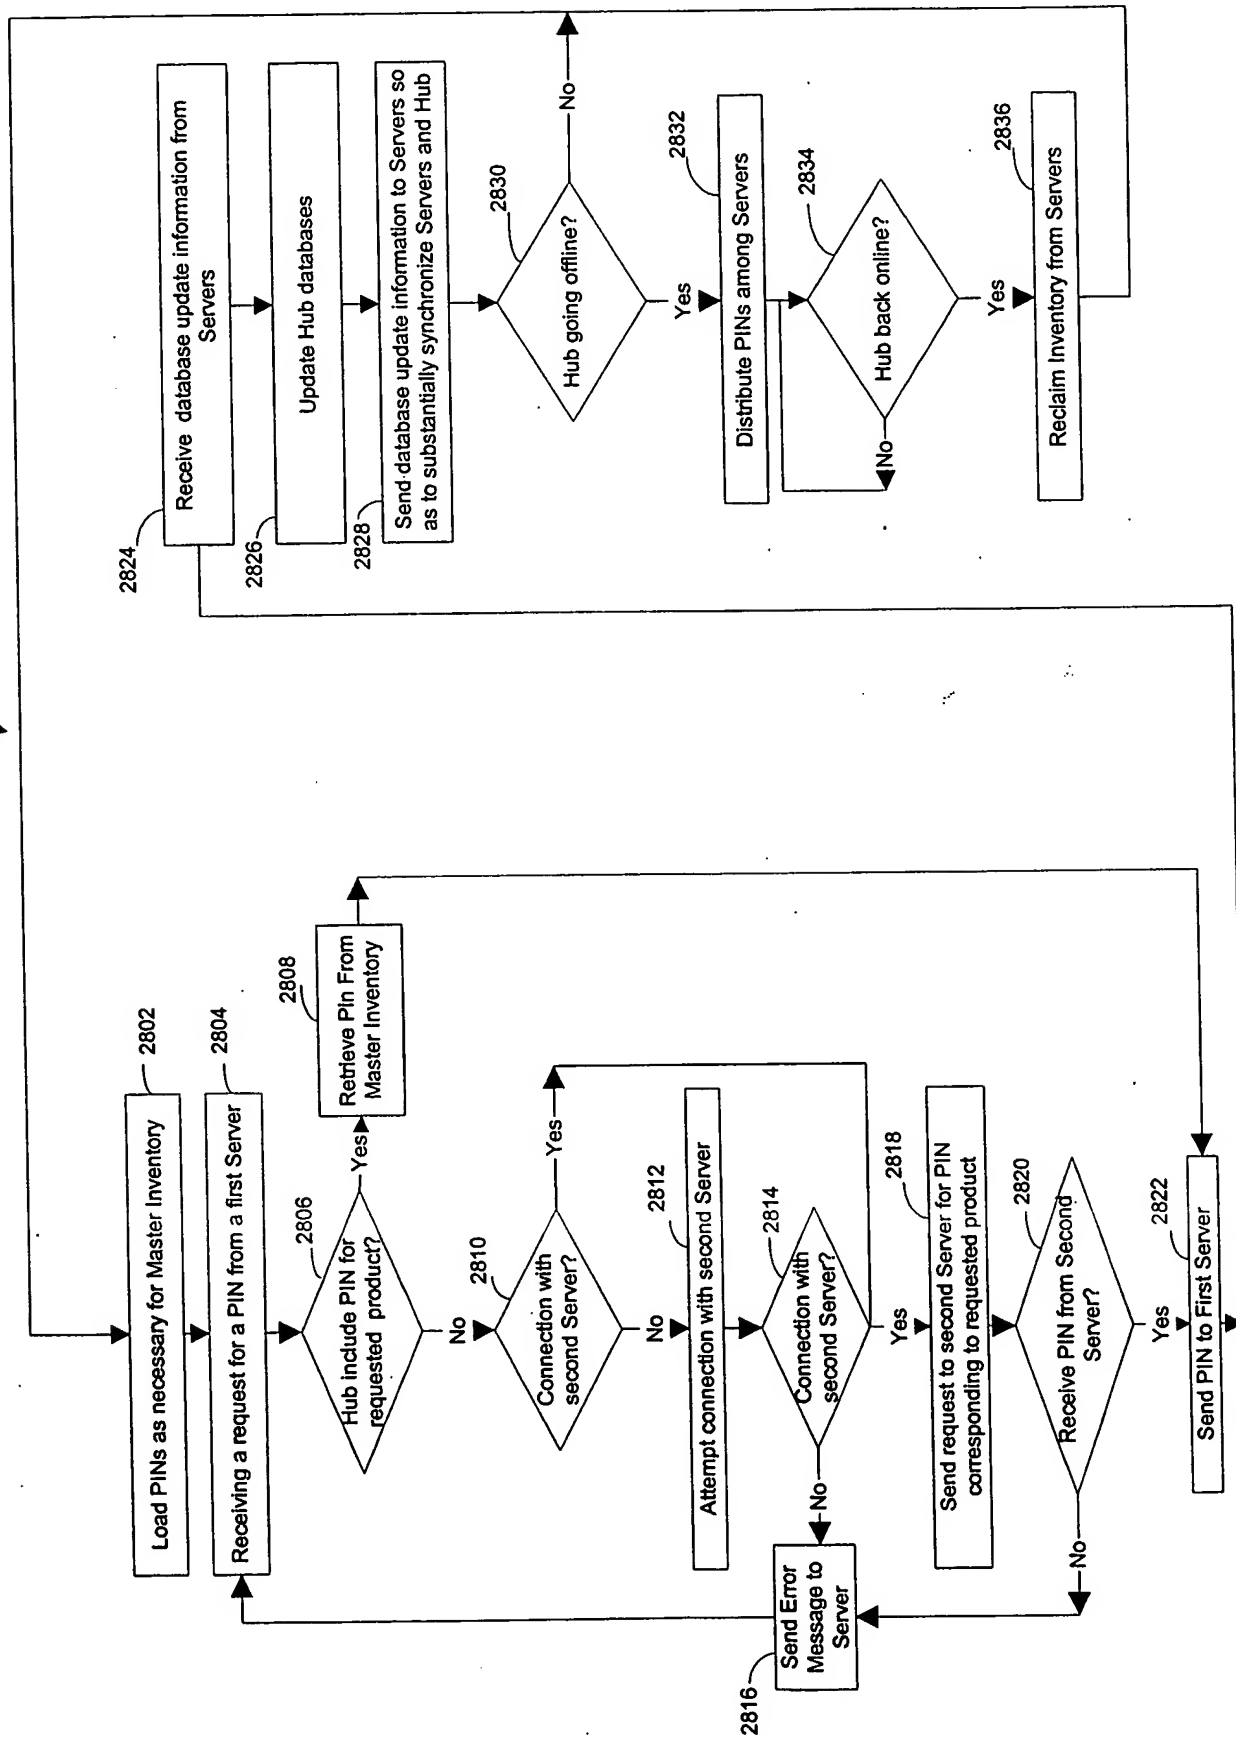 2802
Load PINs as necessary for Master Inventory
2804
Receiving a request for a PIN from a first Server
2806
Hub include PIN for
requested product?
Yes
2808
Retrieve Pin From
Master Inventory
No
2810
Connection with
second Server?
Yes
No
2812
Attempt connection with second Server
2814
Connection with
second Server?
No
2816
Send Error
Message to
Server
Yes
2818
Send request to second Server for PIN
corresponding to requested product
2820
Receive PIN from Second
Server?
No
Yes
2822
Send PIN to First Server
2824
Receive database update information from
Servers
2826
Update Hub databases
2828
Send database update information to Servers so
as to substantially synchronize Servers and Hub
2830
Hub going offline?
No
Yes
2832
Distribute PINs among Servers
2834
Hub back online?
No
Yes
2836
Reclaim Inventory from Servers